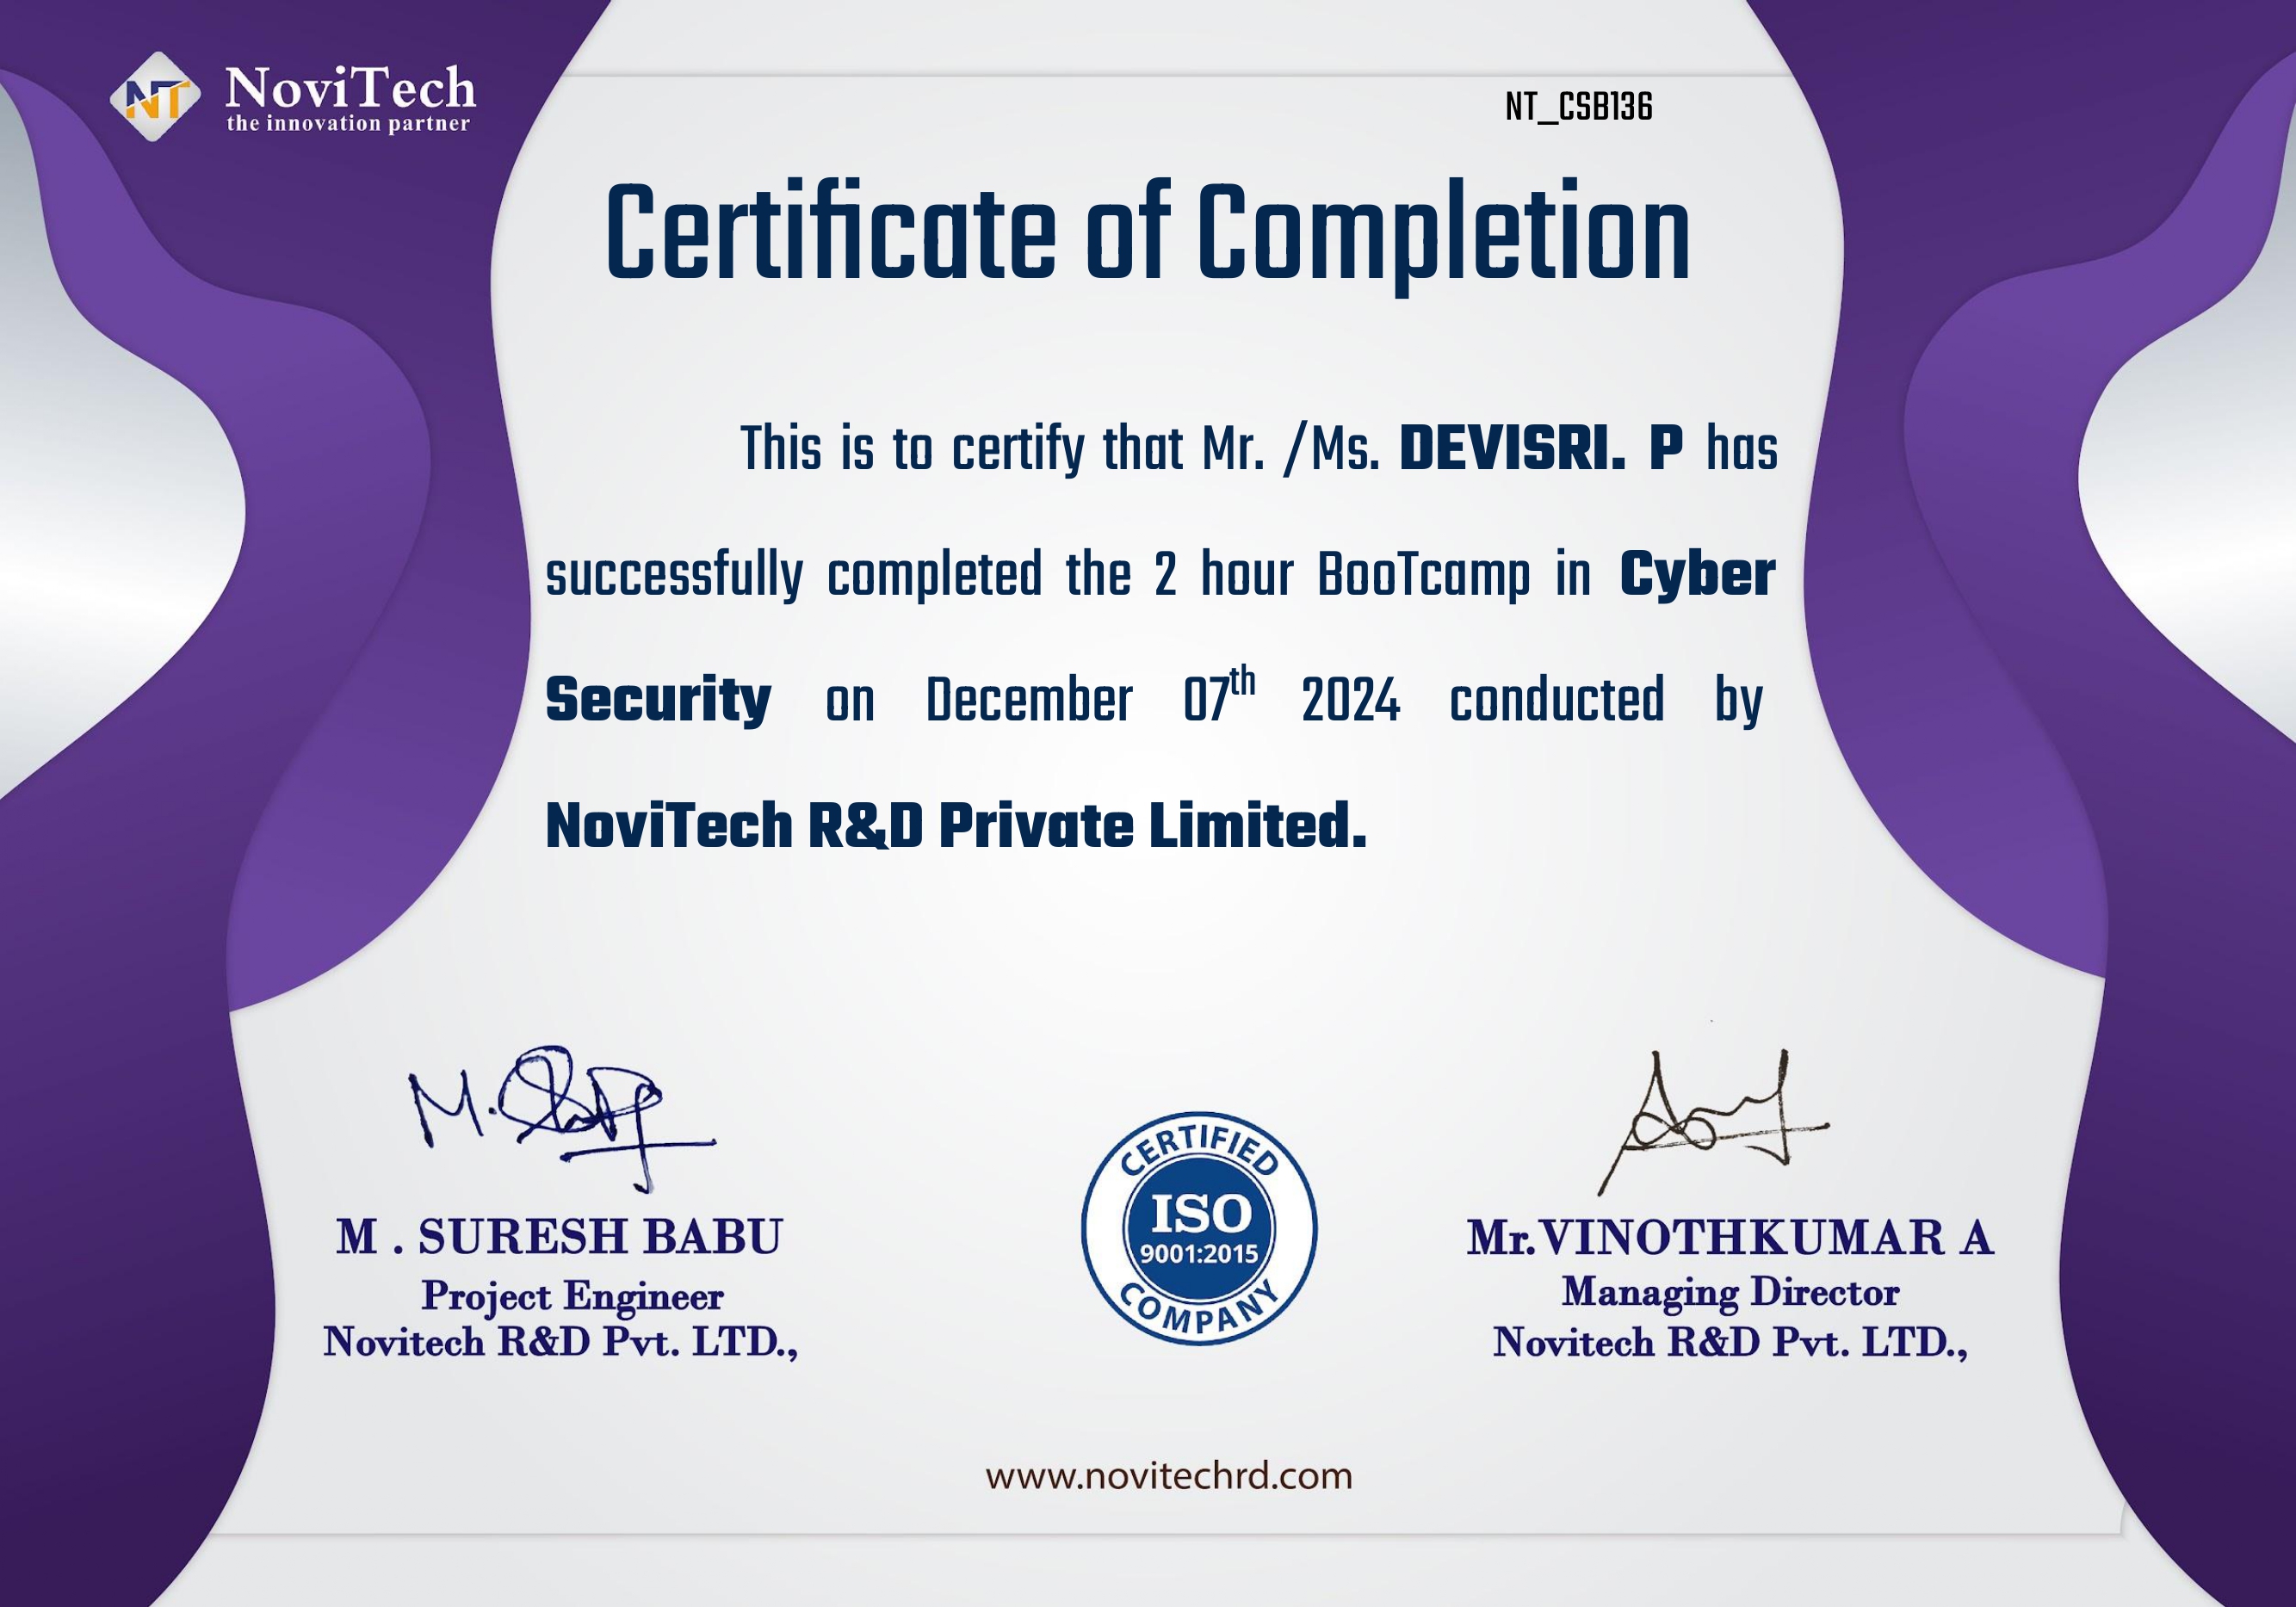 NT NoviTech
the innovation partner
NT_CSB136
Certificate of Completion
This is to certify that Mr. /Ms. DEVISRI. P has
successfully completed the 2 hour BooTcamp in Cyber
Security on December 07th 2024 conducted by
NoviTech R&D Private Limited.
M . SURESH BABU
Project Engineer
Novitech R&D Pvt. LTD.,
CERTIFIED
ISO
9001:2015
COMPANY
Mr.VINOTHKUMAR A
Managing Director
Novitech R&D Pvt. LTD.,
www.novitechrd.com